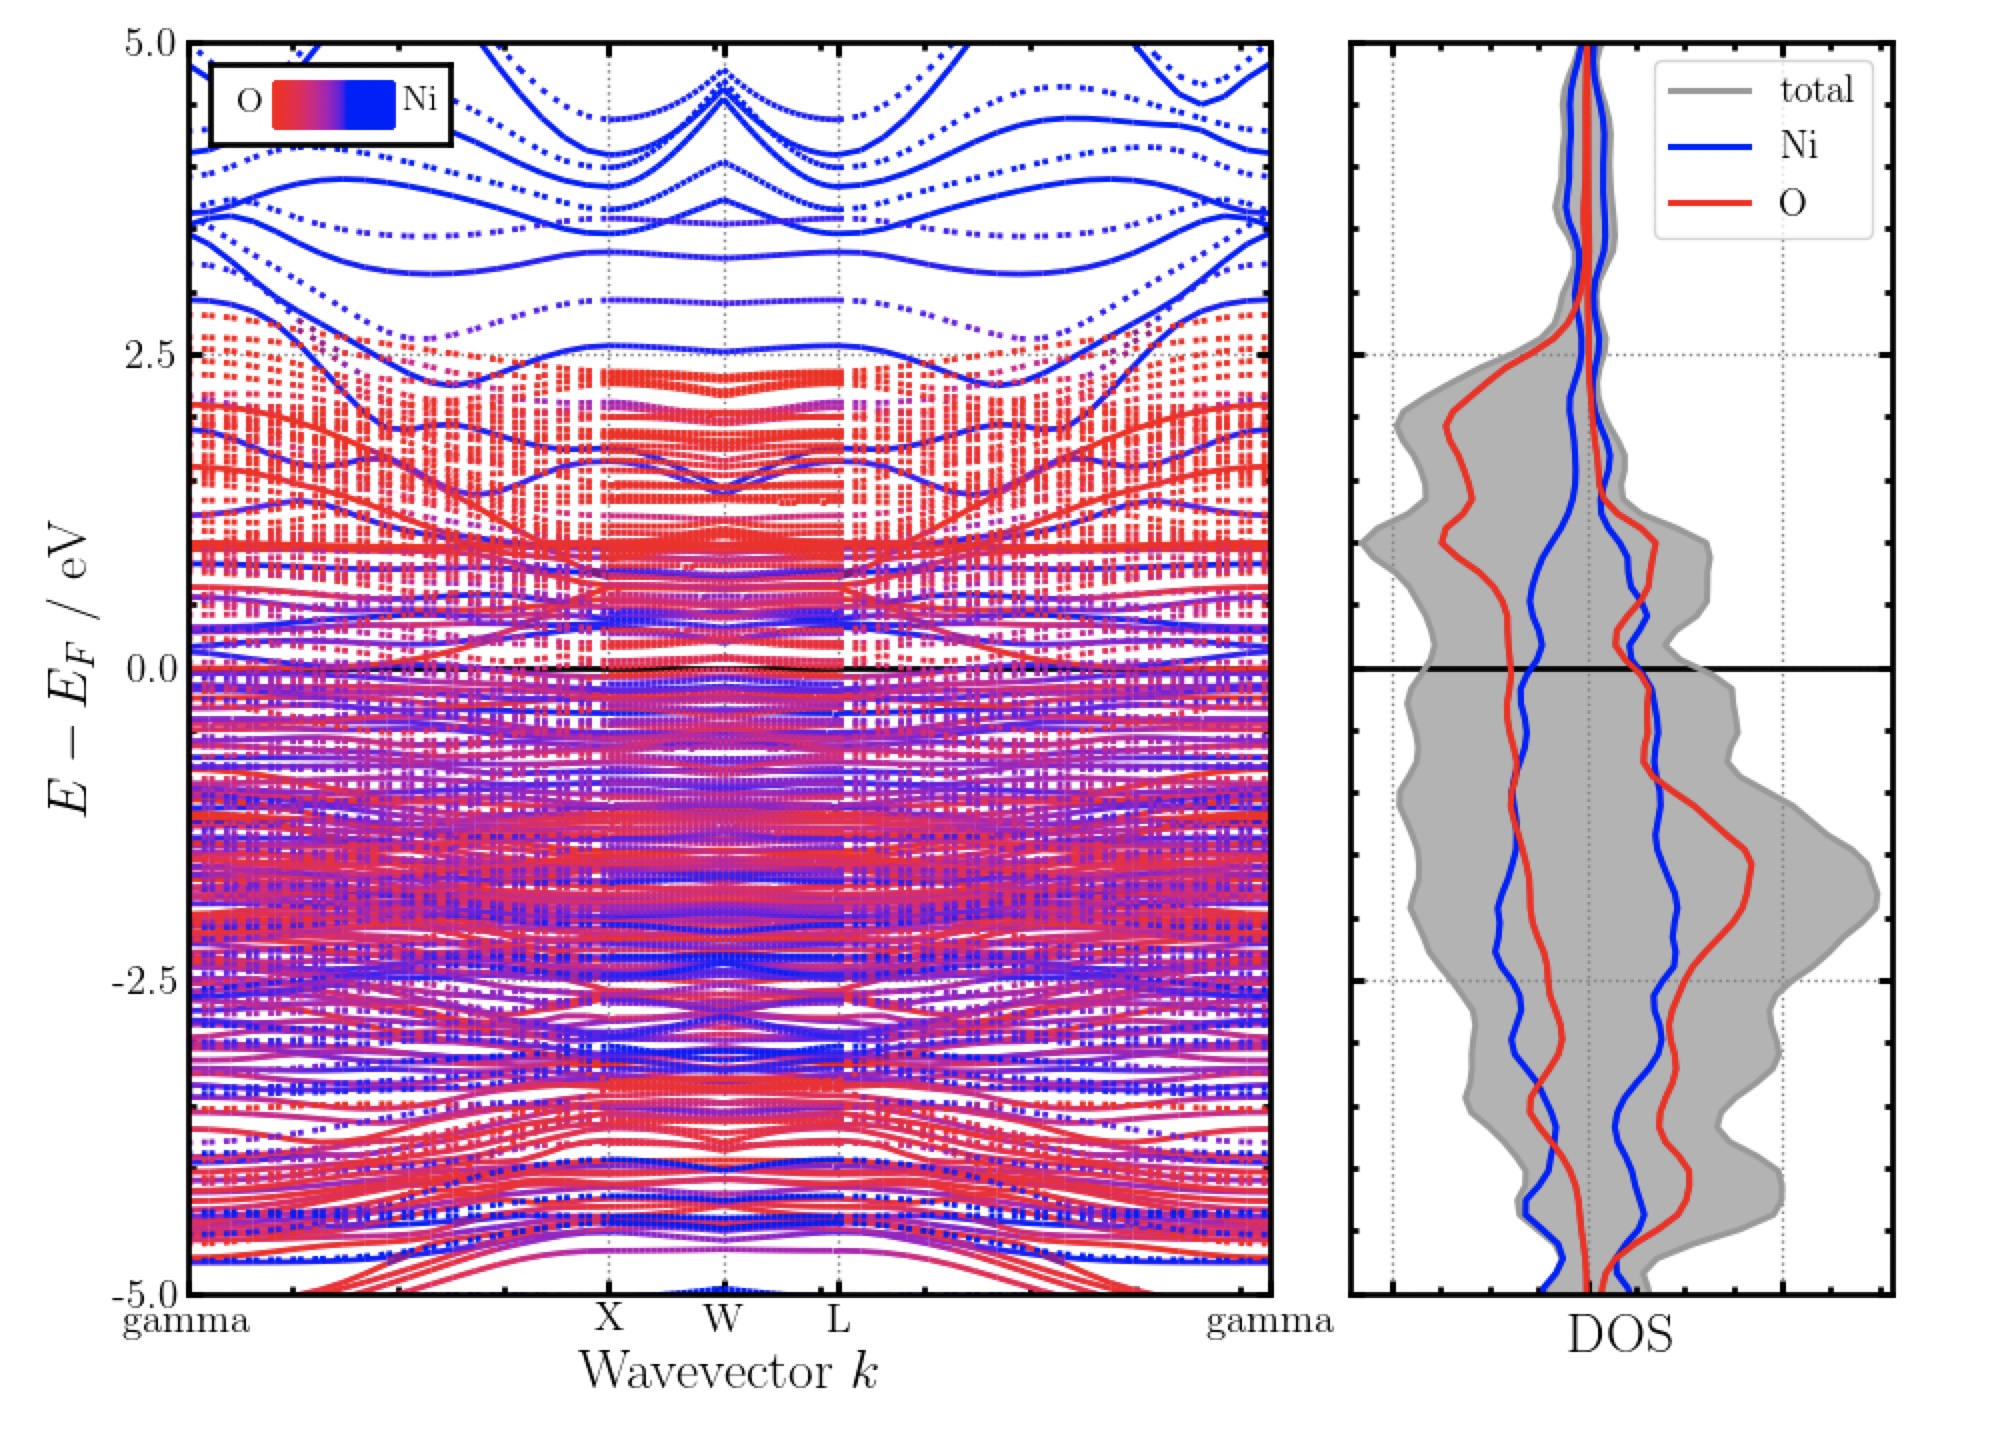 5.0
2.5
0.0
-2.5
-5.0
E − E_F / eV
O Ni
gamma X W L gamma
Wavevector k
total
Ni
O
DOS